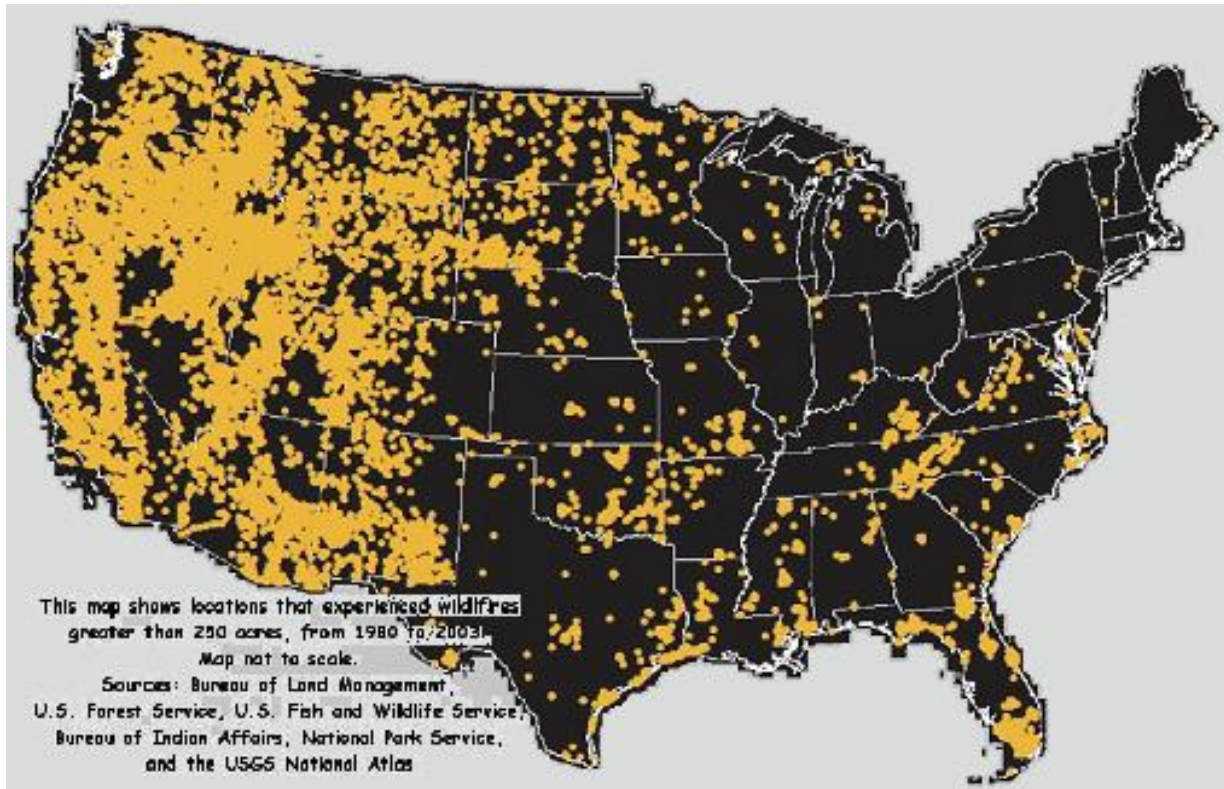 This map shows locations that experienced wildfires
greater than 250 acres, from 1980 to 2003.
Map not to scale.
Sources: Bureau of Land Management,
U.S. Forest Service, U.S. Fish and Wildlife Service,
Bureau of Indian Affairs, National Park Service,
and the USGS National Atlas